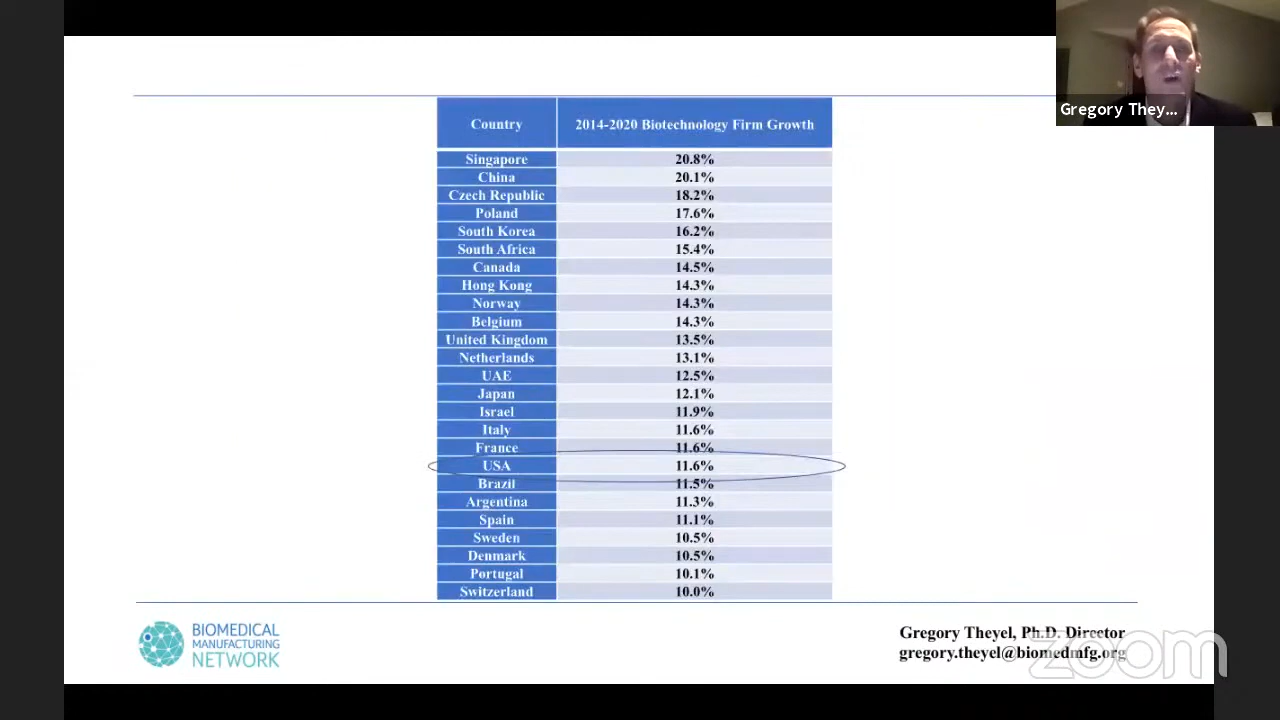 Gregory They...
Country 2014-2020 Biotechnology Firm Growth
Singapore 20.8%
China 20.1%
Czech Republic 18.2%
Poland 17.6%
South Korea 16.2%
South Africa 15.4%
Canada 14.5%
Hong Kong 14.3%
Norway 14.3%
Belgium 14.3%
United Kingdom 13.5%
Netherlands 13.1%
UAE 12.5%
Japan 12.1%
Israel 11.9%
Italy 11.6%
France 11.6%
USA 11.6%
Brazil 11.5%
Argentina 11.3%
Spain 11.1%
Sweden 10.5%
Denmark 10.5%
Portugal 10.1%
Switzerland 10.0%
BIOMEDICAL
MANUFACTURING
NETWORK
Gregory Theyel, Ph.D. Director
gregory.theyel@biomedmfg.org
zoom